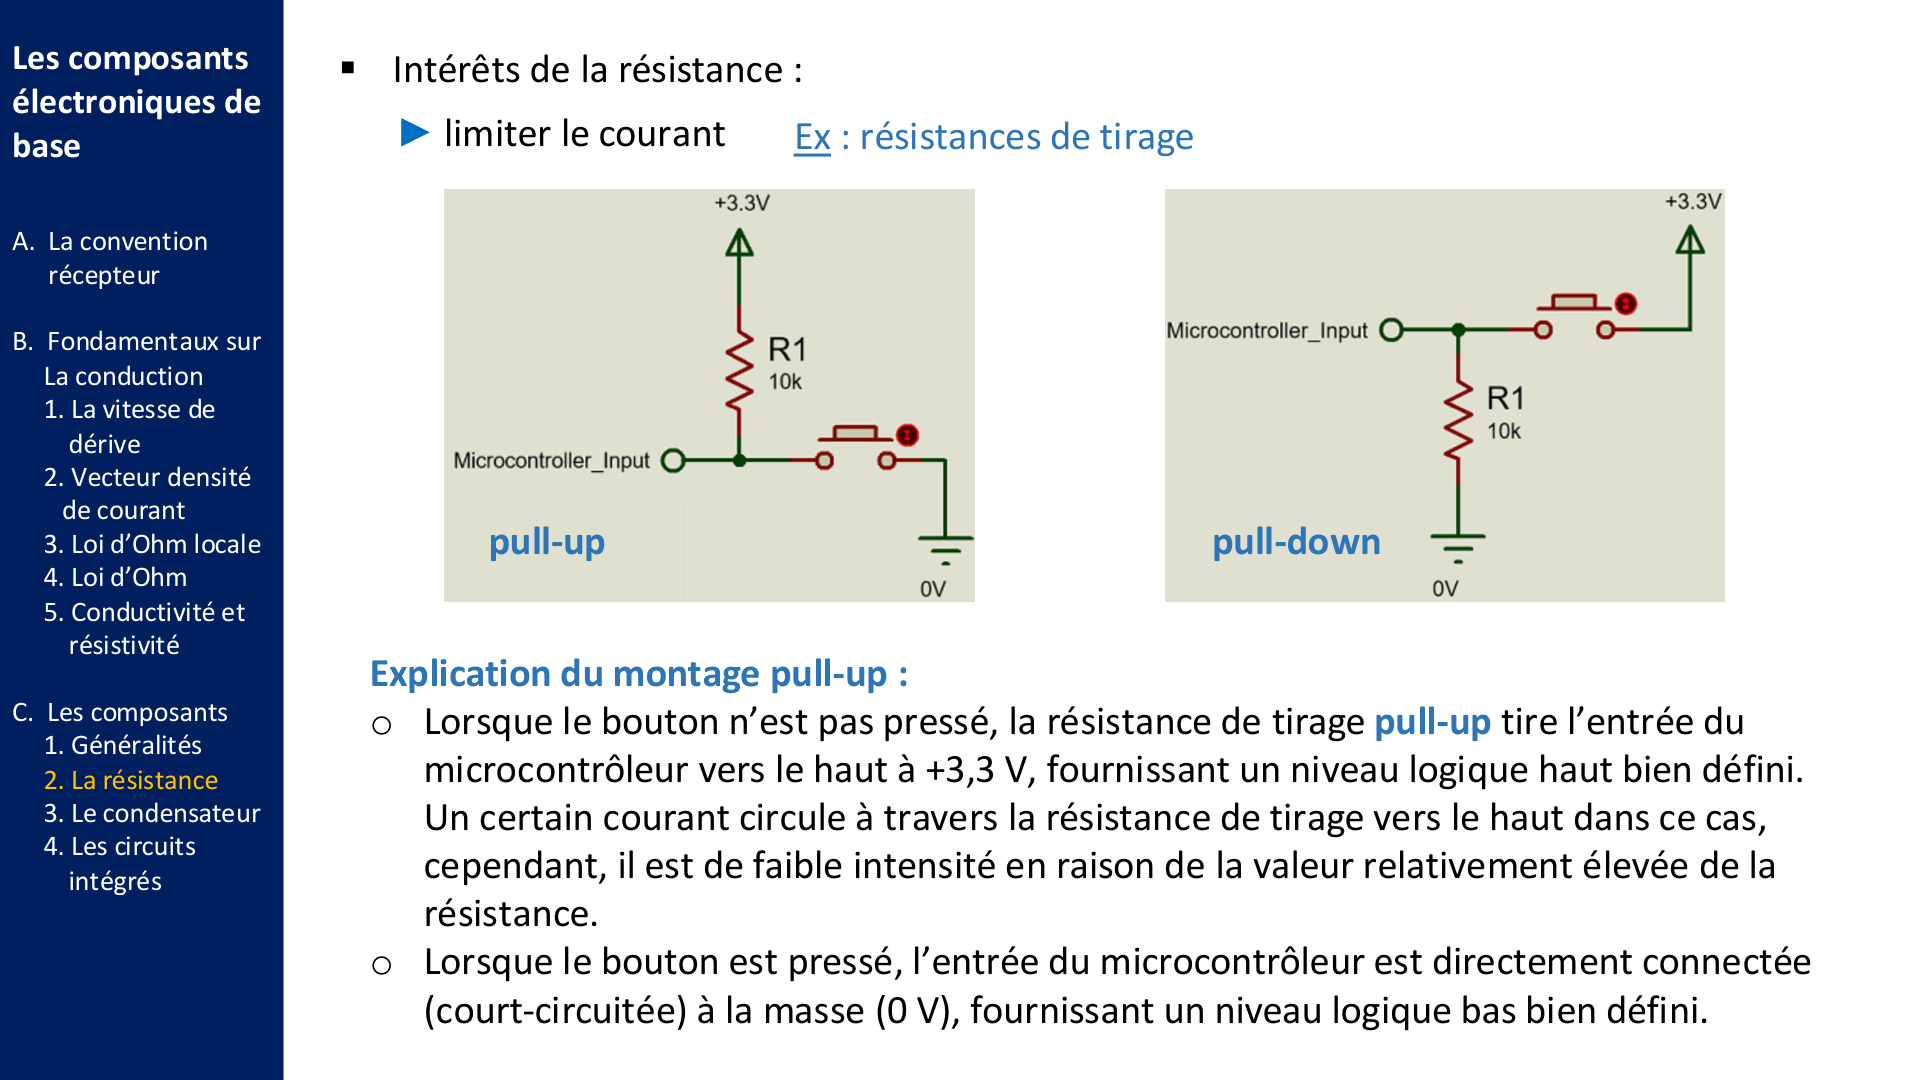 Les composants
électroniques de
base
A. La convention
récepteur
B. Fondamentaux sur
La conduction
1. La vitesse de
dérive
2. Vecteur densité
de courant
3. Loi d’Ohm locale
4. Loi d’Ohm
5. Conductivité et
résistivité
C. Les composants
1. Généralités
2. La résistance
3. Le condensateur
4. Les circuits
intégrés
▪ Intérêts de la résistance :
► limiter le courant
Ex : résistances de tirage
+3.3V
R1
10k
Microcontroller_Input
pull-up
0V
+3.3V
Microcontroller_Input
R1
10k
pull-down
0V
Explication du montage pull-up :
o Lorsque le bouton n’est pas pressé, la résistance de tirage pull-up tire l’entrée du
microcontrôleur vers le haut à +3,3 V, fournissant un niveau logique haut bien défini.
Un certain courant circule à travers la résistance de tirage vers le haut dans ce cas,
cependant, il est de faible intensité en raison de la valeur relativement élevée de la
résistance.
o Lorsque le bouton est pressé, l’entrée du microcontrôleur est directement connectée
(court-circuitée) à la masse (0 V), fournissant un niveau logique bas bien défini.